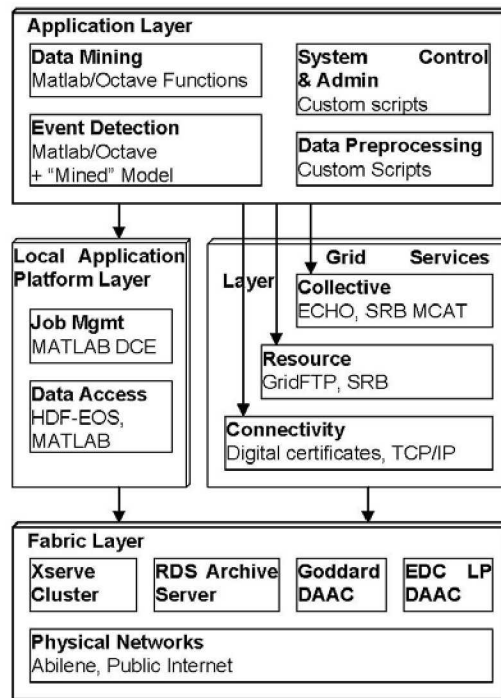 Application Layer
Data Mining
Matlab/Octave Functions
System Control
& Admin
Custom scripts
Event Detection
Matlab/Octave
+ "Mined" Model
Data Preprocessing
Custom Scripts
Local Application
Platform Layer
Job Mgmt
MATLAB DCE
Data Access
HDF-EOS,
MATLAB
Grid Services
Layer
Collective
ECHO, SRB MCAT
Resource
GridFTP, SRB
Connectivity
Digital certificates, TCP/IP
Fabric Layer
Xserve
Cluster
RDS Archive
Server
Goddard
DAAC
EDC LP
DAAC
Physical Networks
Abilene, Public Internet